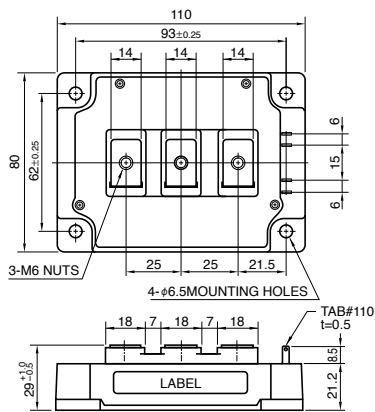 110
93±0.25
14 14 14
80
62±0.25
6
15
6
3-M6 NUTS
25 25 21.5
4-φ6.5MOUNTING HOLES
TAB#110
t=0.5
18 7 18 7 18
29 +1.0 -0.5
LABEL
8.5
21.2